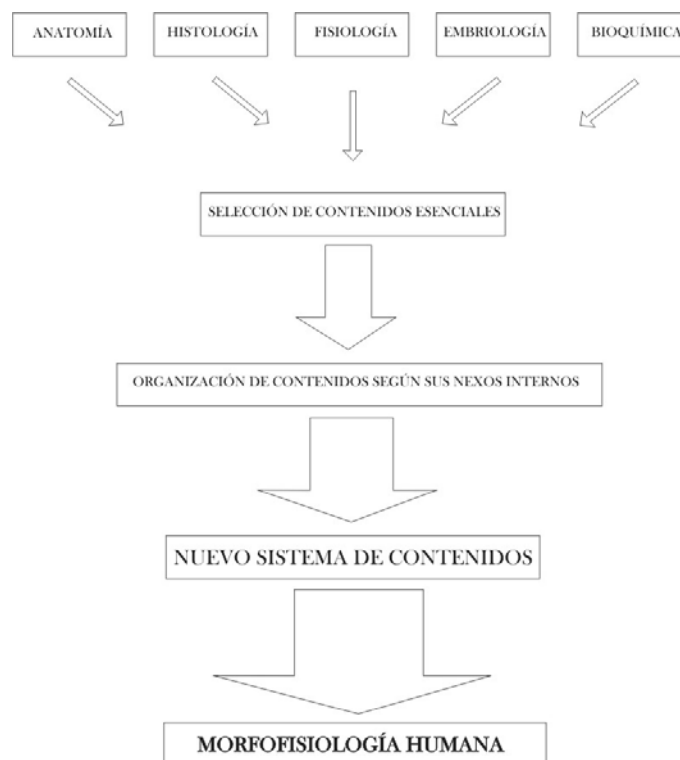 ANATOMÍA
HISTOLOGÍA
FISIOLOGÍA
EMBRIOLOGÍA
BIOQUÍMICA
SELECCIÓN DE CONTENIDOS ESENCIALES
ORGANIZACIÓN DE CONTENIDOS SEGÚN SUS NEXOS INTERNOS
NUEVO SISTEMA DE CONTENIDOS
MORFOFISIOLOGÍA HUMANA